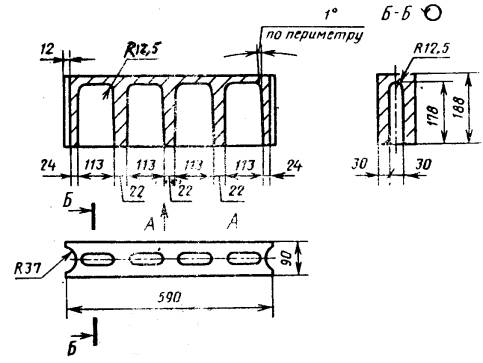 12
R12,5
1°
по периметру
Б-Б
R12,5
178
188
24 113 113 113 113 24
22 22 22
30 30
Б
А А
R37
90
590
Б